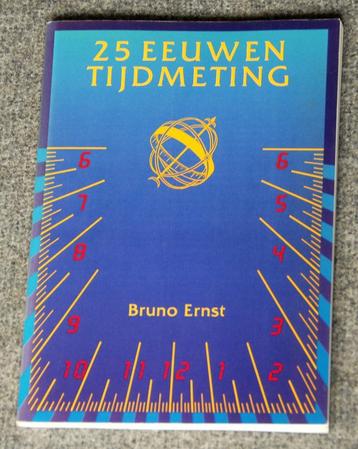 25 EEUWEN
TIJDMETING
6 6
7 5
8 4
Bruno Ernst
9 3
10 11 12 1 2